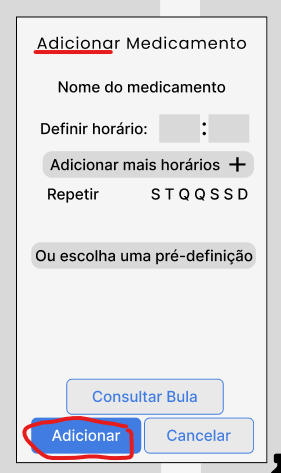 Adicionar Medicamento
Nome do medicamento
Definir horário: :
Adicionar mais horários +
Repetir S T Q Q S S D
Ou escolha uma pré-definição
Consultar Bula
Adicionar Cancelar